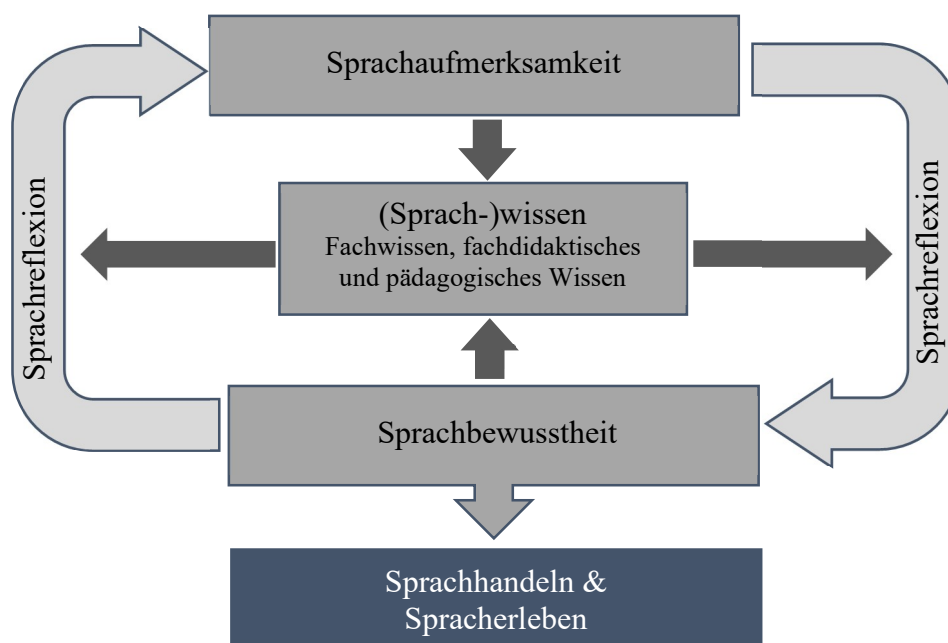 Sprachaufmerksamkeit
Sprachreflexion
(Sprach-)wissen
Fachwissen, fachdidaktisches
und pädagogisches Wissen
Sprachreflexion
Sprachbewusstheit
Sprachhandeln &
Spracherleben